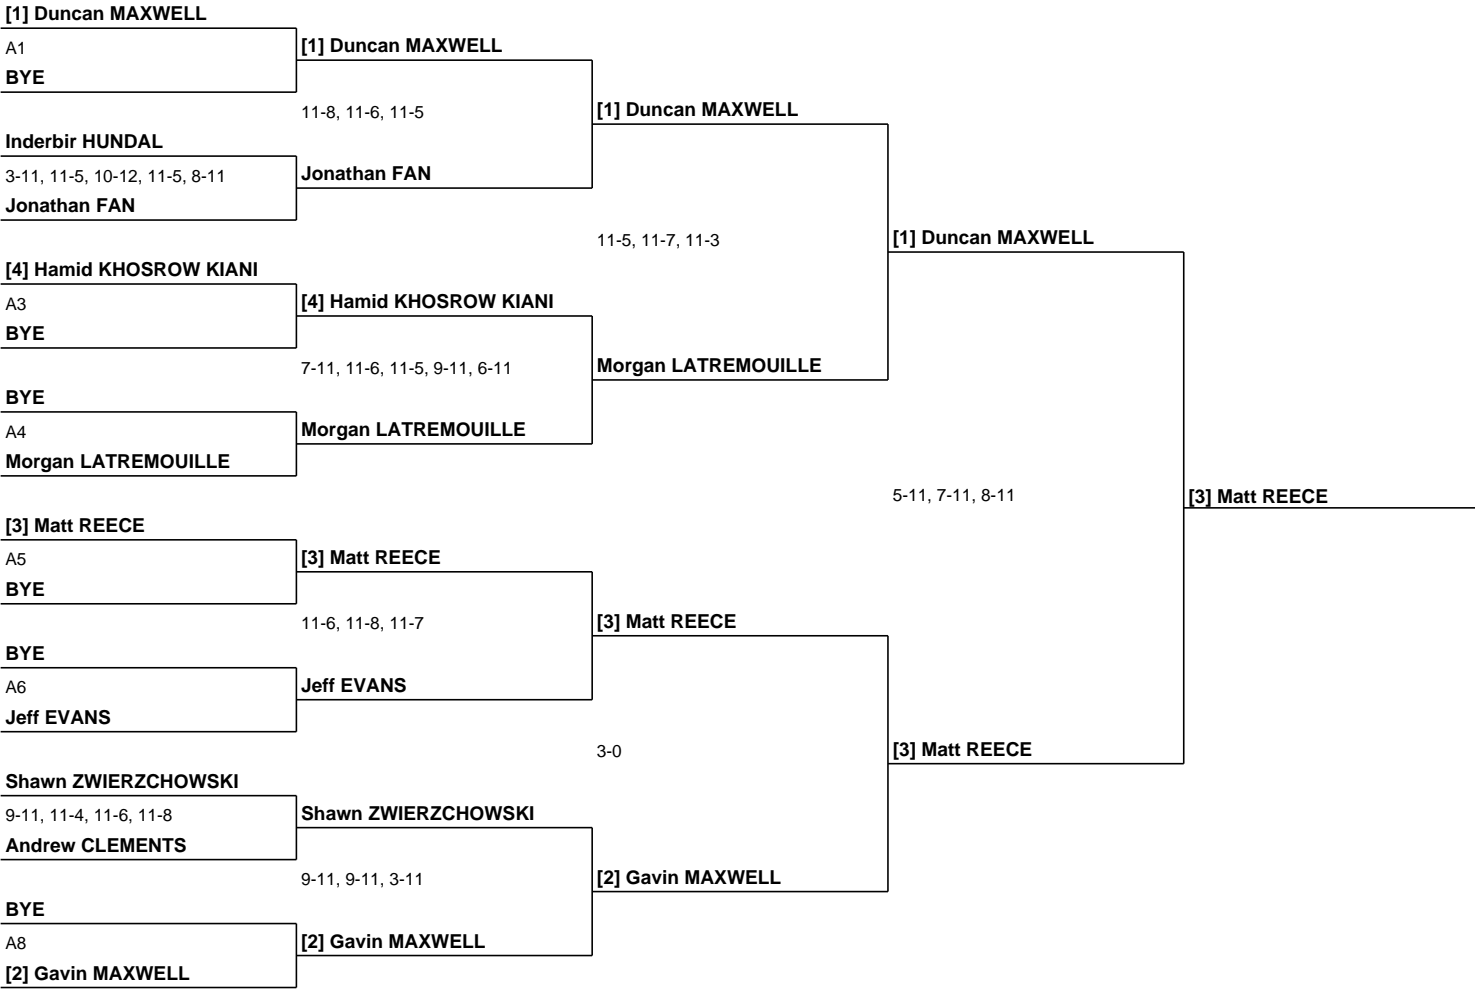 [1] Duncan MAXWELL
A1
BYE
Inderbir HUNDAL
3-11, 11-5, 10-12, 11-5, 8-11
Jonathan FAN
[4] Hamid KHOSROW KIANI
A3
BYE
BYE
A4
Morgan LATREMOUILLE
[3] Matt REECE
A5
BYE
BYE
A6
Jeff EVANS
Shawn ZWIERZCHOWSKI
9-11, 11-4, 11-6, 11-8
Andrew CLEMENTS
BYE
A8
[2] Gavin MAXWELL
[1] Duncan MAXWELL
11-8, 11-6, 11-5
Jonathan FAN
[4] Hamid KHOSROW KIANI
7-11, 11-6, 11-5, 9-11, 6-11
Morgan LATREMOUILLE
[3] Matt REECE
11-6, 11-8, 11-7
Jeff EVANS
Shawn ZWIERZCHOWSKI
9-11, 9-11, 3-11
[2] Gavin MAXWELL
[1] Duncan MAXWELL
11-5, 11-7, 11-3
Morgan LATREMOUILLE
[3] Matt REECE
3-0
[2] Gavin MAXWELL
[1] Duncan MAXWELL
5-11, 7-11, 8-11
[3] Matt REECE
[3] Matt REECE